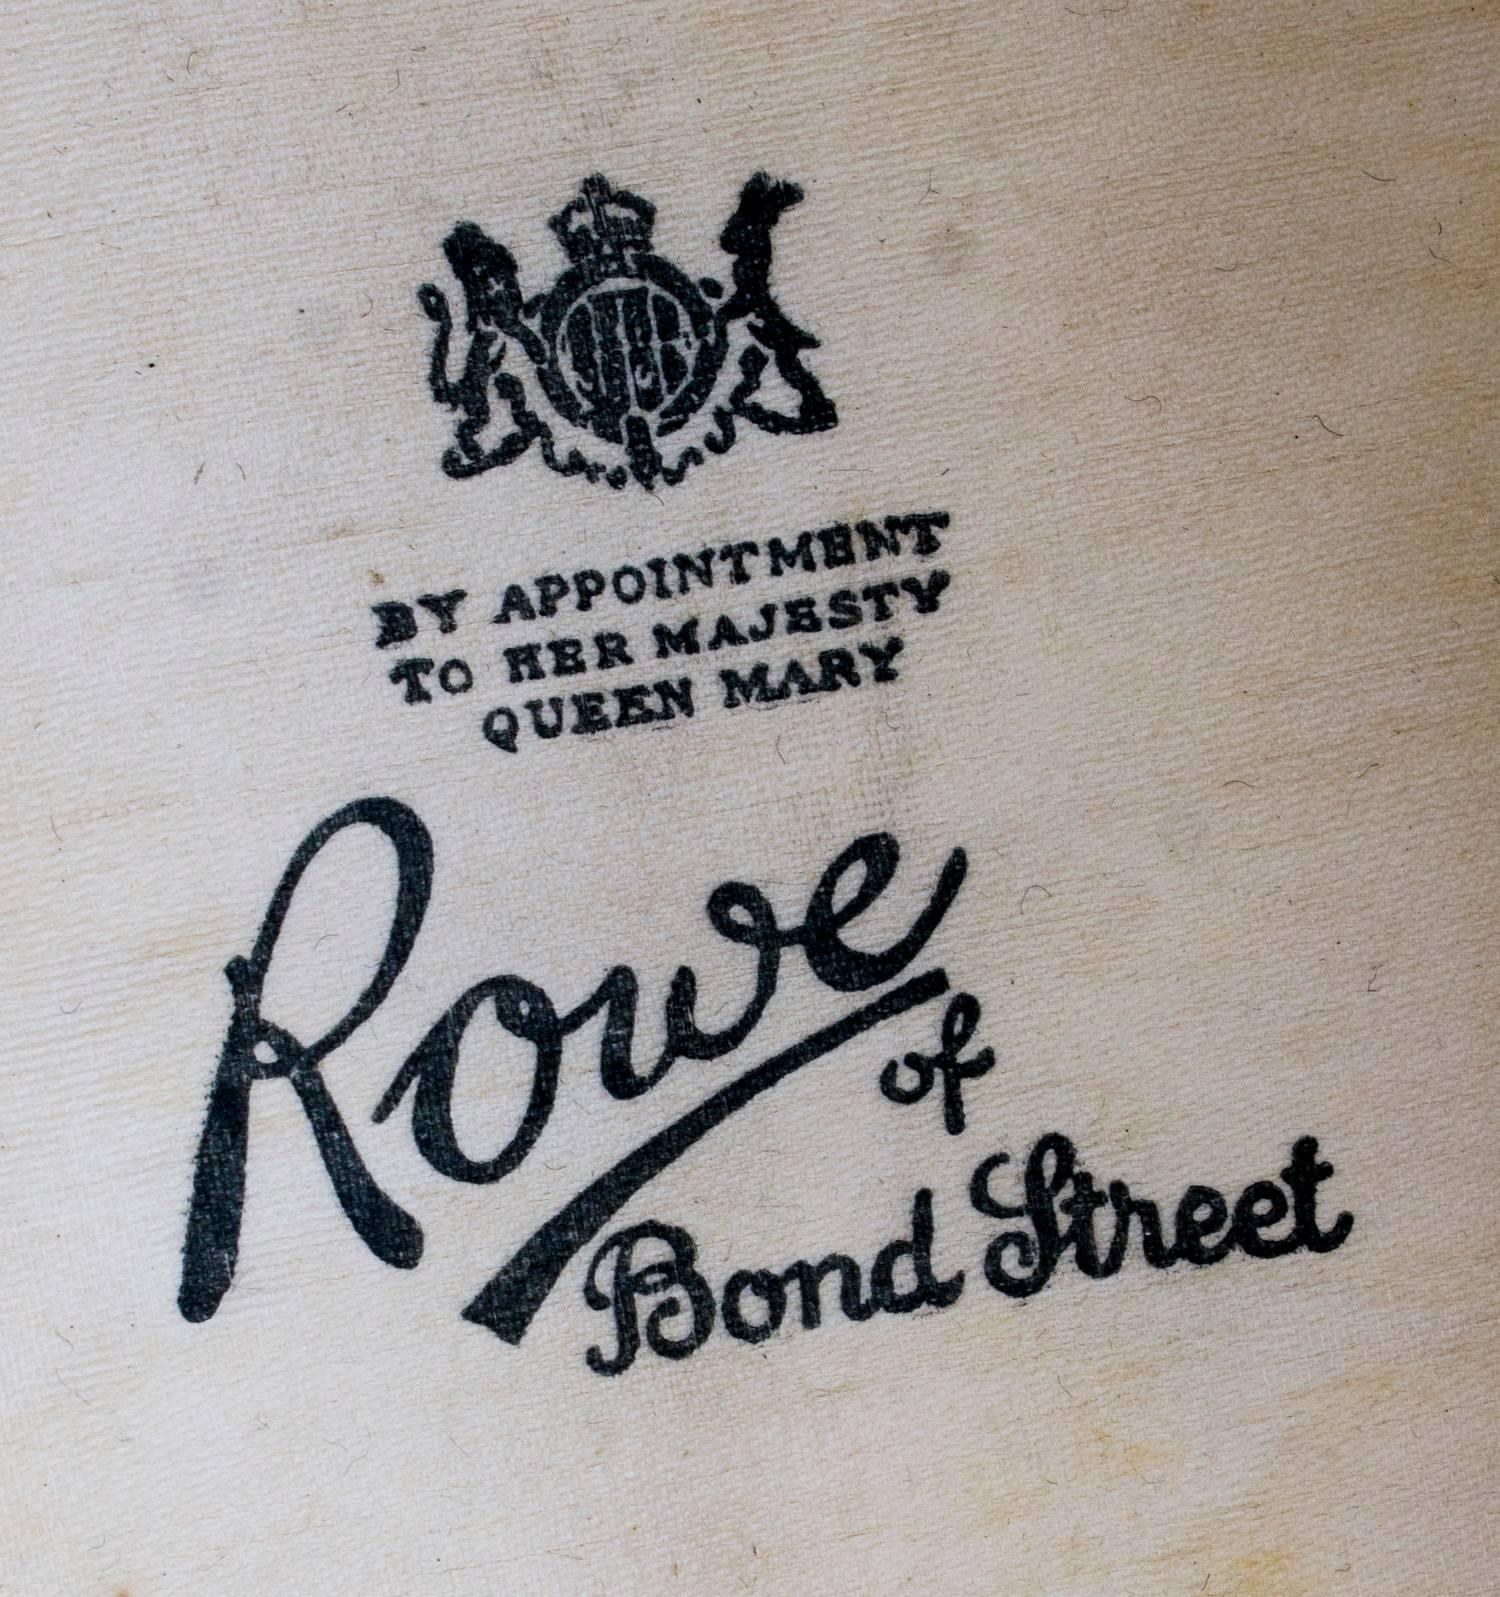 BY APPOINTMENT
TO HER MAJESTY
QUEEN MARY
Rowe
of
Bond Street